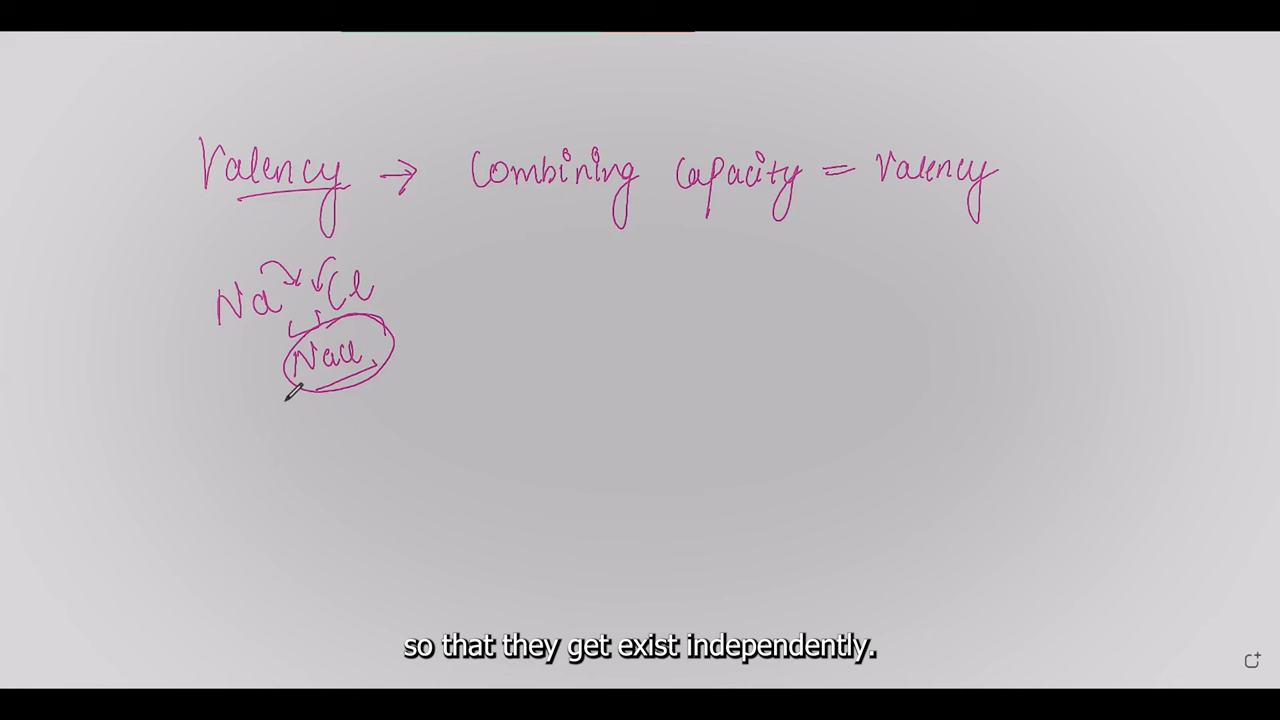 Valency → Combining Capacity = Valency
Na Cl
NaCl
so that they get exist independently.